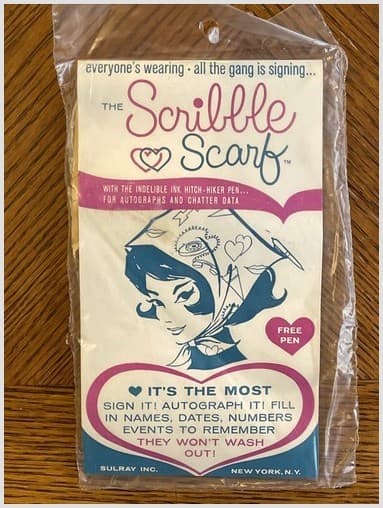 everyone's wearing • all the gang is signing...
THE Scribble
Scarf™
WITH THE INDELIBLE INK HITCH-HIKER PEN...
FOR AUTOGRAPHS AND CHATTER DATA
FREE
PEN
IT'S THE MOST
SIGN IT! AUTOGRAPH IT! FILL
IN NAMES, DATES, NUMBERS
EVENTS TO REMEMBER
THEY WON'T WASH
OUT!
SULRAY INC. NEW YORK, N.Y.